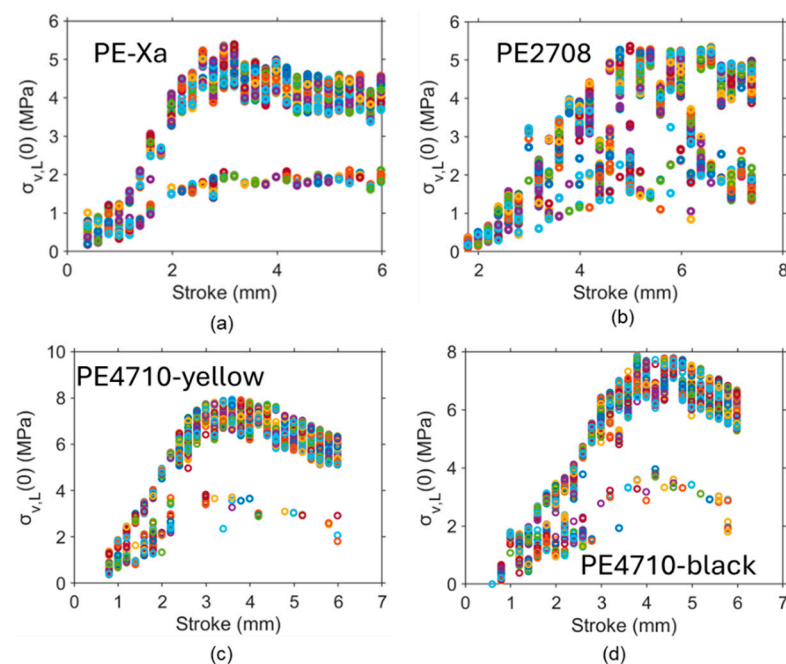 PE-Xa
σv,L(0) (MPa)
6
5
4
3
2
1
0
0 2 4 6
Stroke (mm)
(a)
PE2708
σv,L(0) (MPa)
6
5
4
3
2
1
0
2 4 6 8
Stroke (mm)
(b)
PE4710-yellow
σv,L(0) (MPa)
10
8
6
4
2
0
0 1 2 3 4 5 6 7
Stroke (mm)
(c)
PE4710-black
σv,L(0) (MPa)
8
6
4
2
0
0 1 2 3 4 5 6 7
Stroke (mm)
(d)